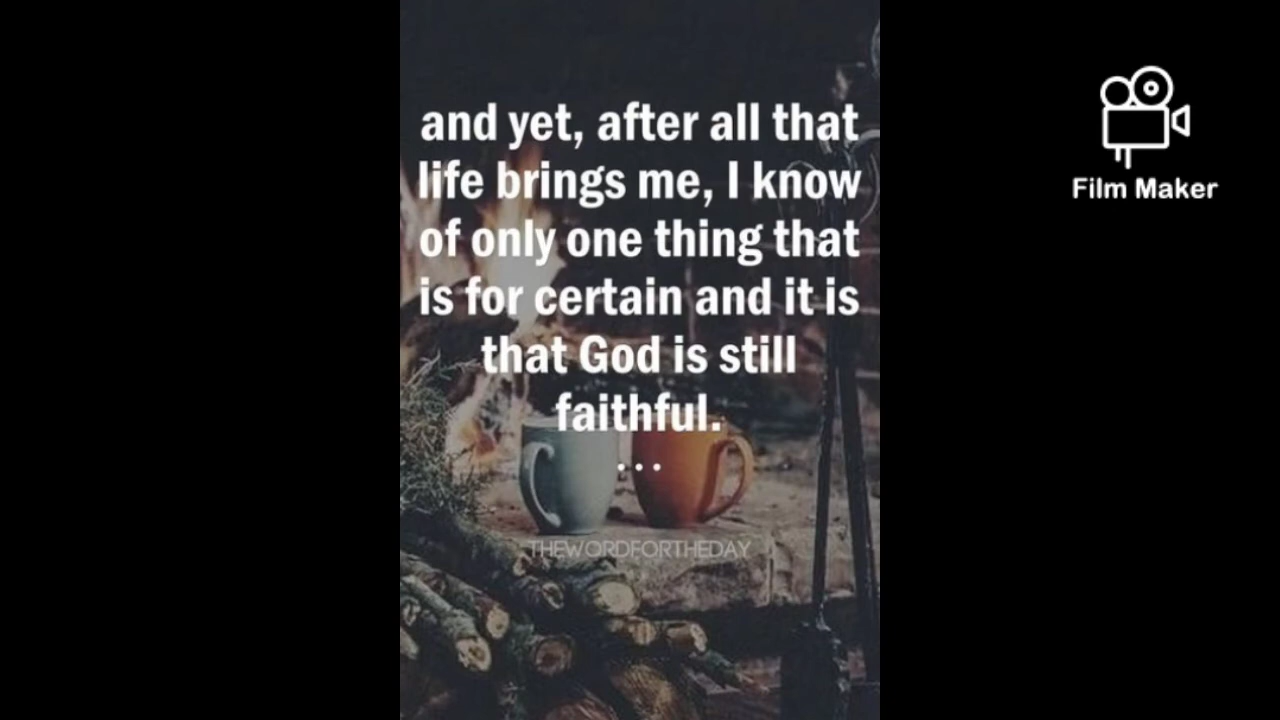 and yet, after all that
life brings me, I know
of only one thing that
is for certain and it is
that God is still
faithful.
...
THEWORDFORTHEDAY
Film Maker